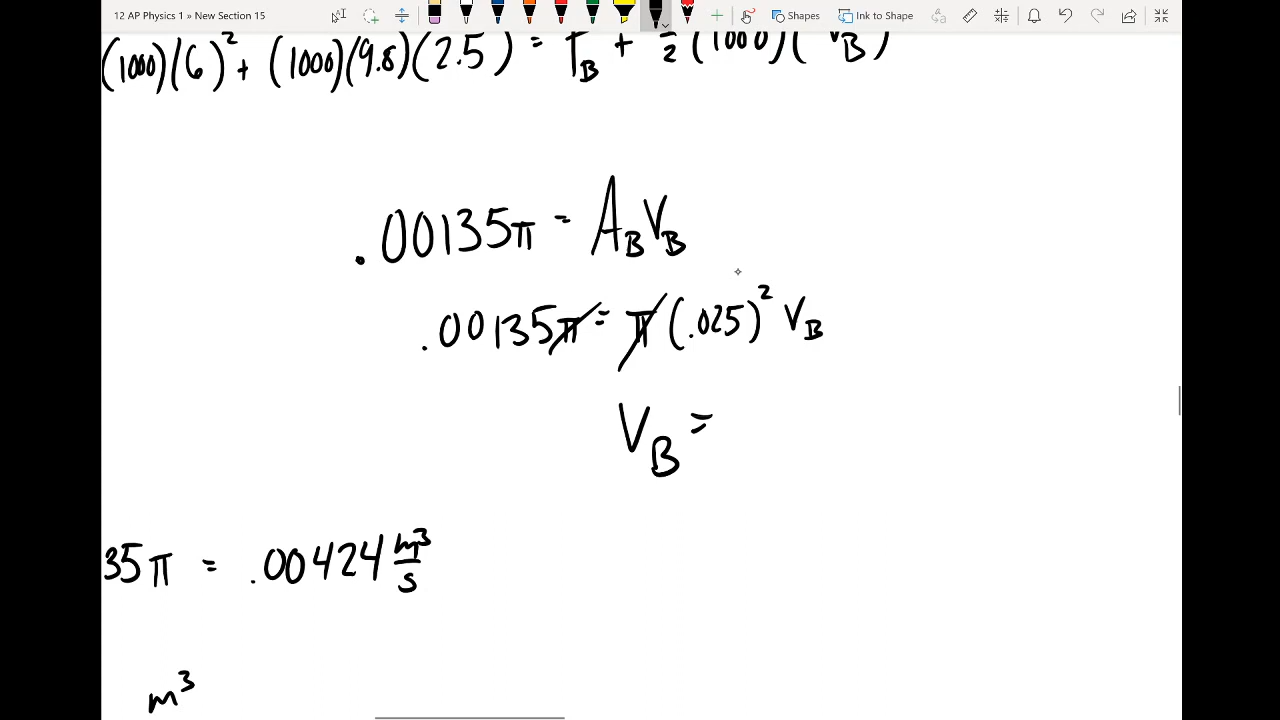 12 AP Physics 1 » New Section 15
Shapes
Ink to Shape
(1000)(6)² + (1000)(9.8)(2.5) = P_B + ½(1000)(V_B)
.00135π = A_B V_B
.00135π = π(.025)² V_B
V_B =
35π = .00424 m³/s
m³